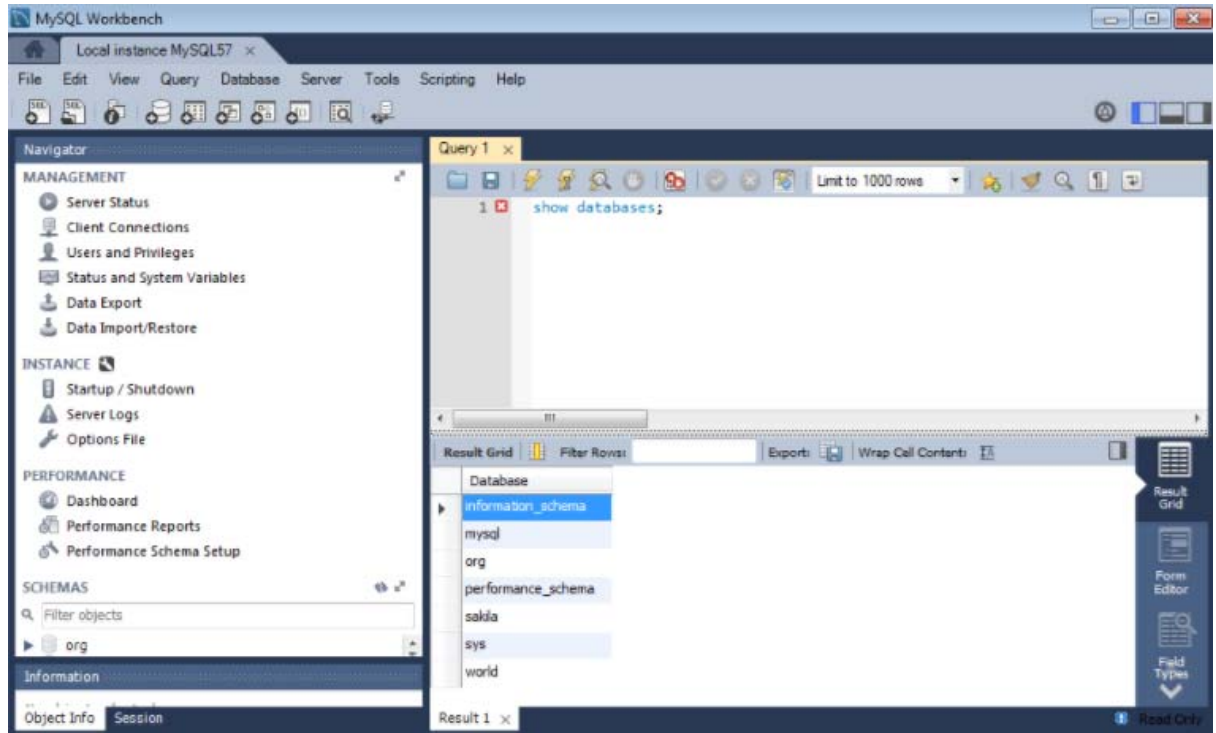 MySQL Workbench
Local instance MySQL57
File Edit View Query Database Server Tools Scripting Help
Navigator
MANAGEMENT
Server Status
Client Connections
Users and Privileges
Status and System Variables
Data Export
Data Import/Restore
INSTANCE
Startup / Shutdown
Server Logs
Options File
PERFORMANCE
Dashboard
Performance Reports
Performance Schema Setup
SCHEMAS
Filter objects
org
Information
Object Info Session
Query 1
Limit to 1000 rows
1 show databases;
Result Grid Filter Rows: Export: Wrap Cell Content:
Database
information_schema
mysql
org
performance_schema
sakila
sys
world
Result 1
Result
Grid
Form
Editor
Field
Types
Read Only